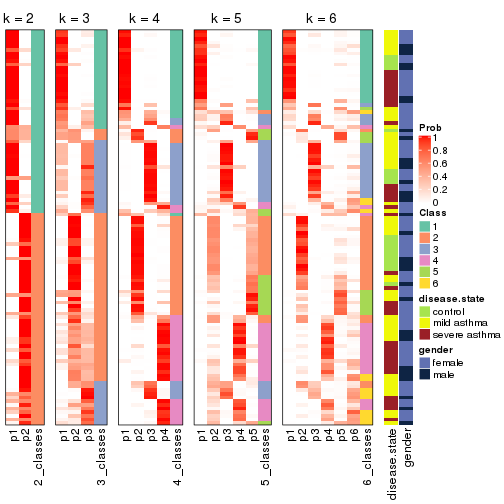 k = 2
k = 3
k = 4
k = 5
k = 6
p1
p2
2_classes
p1
p2
p3
3_classes
p1
p2
p3
p4
4_classes
p1
p2
p3
p4
p5
5_classes
p1
p2
p3
p4
p5
p6
6_classes
disease.state
gender
Prob
1
0.8
0.6
0.4
0.2
0
Class
1
2
3
4
5
6
disease.state
control
mild asthma
severe asthma
gender
female
male